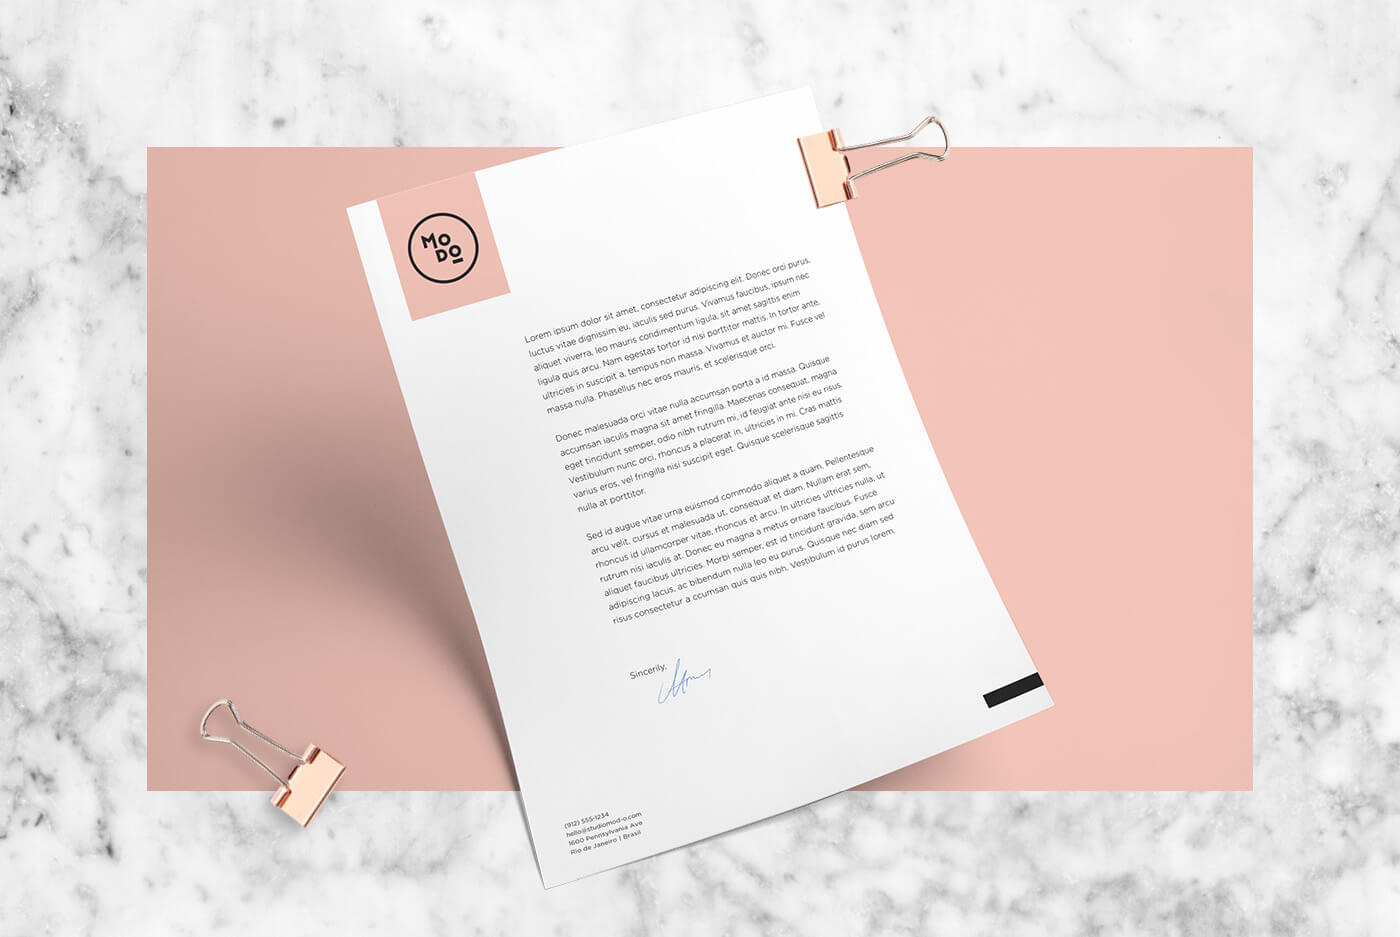 MO
DO
Lorem ipsum dolor sit amet, consectetur adipiscing elit. Donec orci purus,
luctus vitae dignissim eu, iaculis sed purus. Vivamus faucibus, ipsum nec
aliquet viverra, leo mauris condimentum ligula, sit amet sagittis enim
ligula quis arcu. Nam egestas tortor id nisi porttitor mattis. In tortor ante,
ultricies in suscipit a, tempus non massa. Vivamus et auctor mi. Fusce vel
massa nulla. Phasellus nec eros mauris, et scelerisque orci.
Donec malesuada orci vitae nulla accumsan porta a id massa. Quisque
accumsan iaculis magna sit amet fringilla. Maecenas consequat, magna
eget tincidunt semper, odio nibh rutrum mi, id feugiat ante nisi eu risus.
Vestibulum nunc orci, rhoncus a placerat in, ultricies in mi. Cras mattis
varius eros, vel fringilla nisi suscipit eget. Quisque scelerisque sagittis
nulla at porttitor.
Sed id augue vitae urna euismod commodo aliquet a quam. Pellentesque
arcu velit, cursus et malesuada ut, consequat et diam. Nullam erat sem,
rhoncus id ullamcorper vitae, rhoncus et arcu. In ultricies ultricies nulla, ut
rutrum nisi iaculis at. Donec eu magna a metus ornare faucibus. Fusce
aliquet faucibus ultricies. Morbi semper, est id tincidunt gravida, sem arcu
adipiscing lacus, ac bibendum nulla leo eu purus. Quisque nec diam sed
risus consectetur a ccumsan quis quis nibh. Vestibulum id purus lorem.
Sincerily,
(912) 555-1234
hello@studiomod-o.com
1600 Pennsylvania Ave
Rio de Janeiro | Brasil